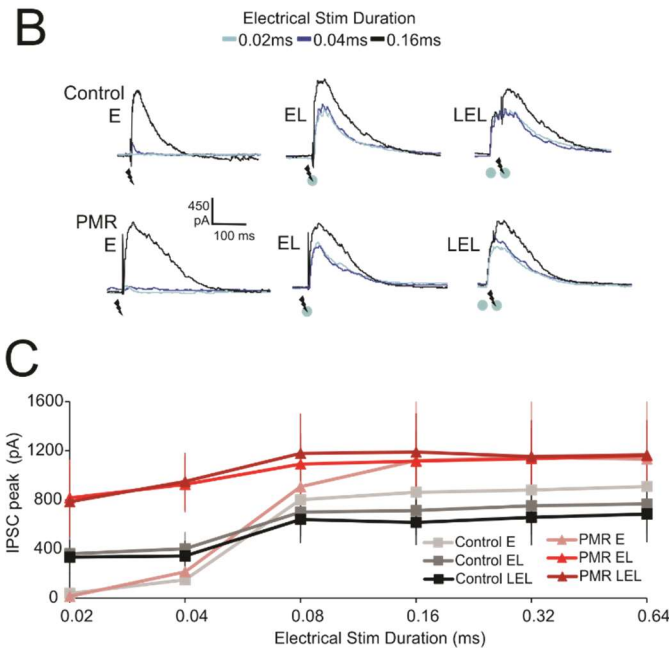 B
Electrical Stim Duration
0.02ms 0.04ms 0.16ms
Control
E
EL
LEL
450
pA
100 ms
PMR
E
EL
LEL
C
IPSC peak (pA)
1600
1200
800
400
0
0.02 0.04 0.08 0.16 0.32 0.64
Electrical Stim Duration (ms)
Control E
Control EL
Control LEL
PMR E
PMR EL
PMR LEL